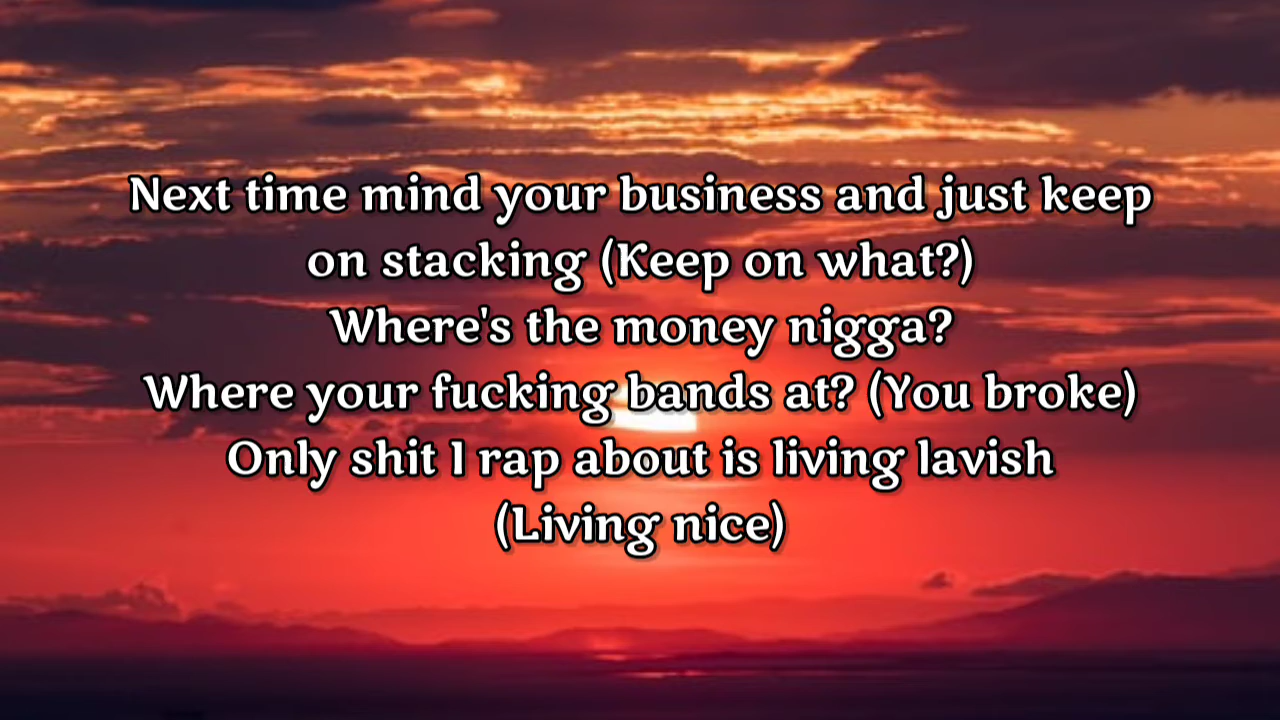 Next time mind your business and just keep
on stacking (Keep on what?)
Where's the money nigga?
Where your fucking bands at? (You broke)
Only shit I rap about is living lavish
(Living nice)